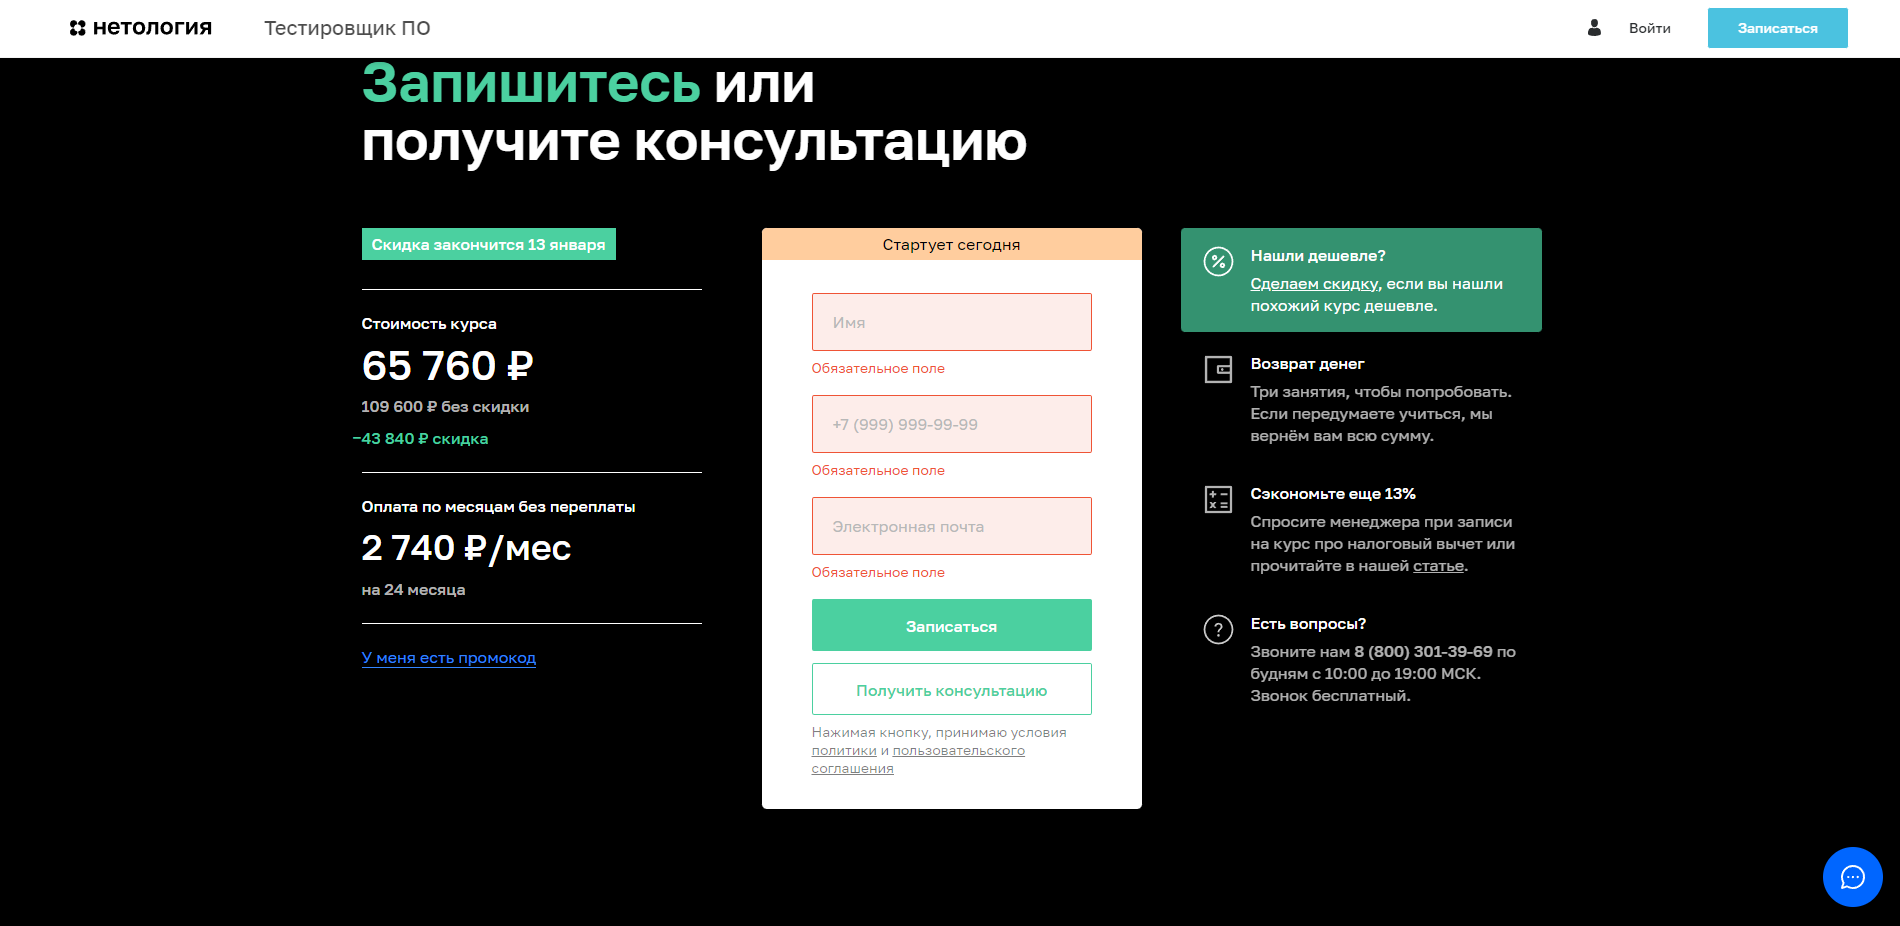 нетология
Тестировщик ПО
Войти
Записаться
Запишитесь или
получите консультацию
Скидка закончится 13 января
Стоимость курса
65 760 ₽
109 600 ₽ без скидки
−43 840 ₽ скидка
Оплата по месяцам без переплаты
2 740 ₽/мес
на 24 месяца
У меня есть промокод
Стартует сегодня
Имя
Обязательное поле
+7 (999) 999-99-99
Обязательное поле
Электронная почта
Обязательное поле
Записаться
Получить консультацию
Нажимая кнопку, принимаю условия
политики и пользовательского
соглашения
Нашли дешевле?
Сделаем скидку, если вы нашли
похожий курс дешевле.
Возврат денег
Три занятия, чтобы попробовать.
Если передумаете учиться, мы
вернём вам всю сумму.
Сэкономьте еще 13%
Спросите менеджера при записи
на курс про налоговый вычет или
прочитайте в нашей статье.
Есть вопросы?
Звоните нам 8 (800) 301-39-69 по
будням с 10:00 до 19:00 МСК.
Звонок бесплатный.